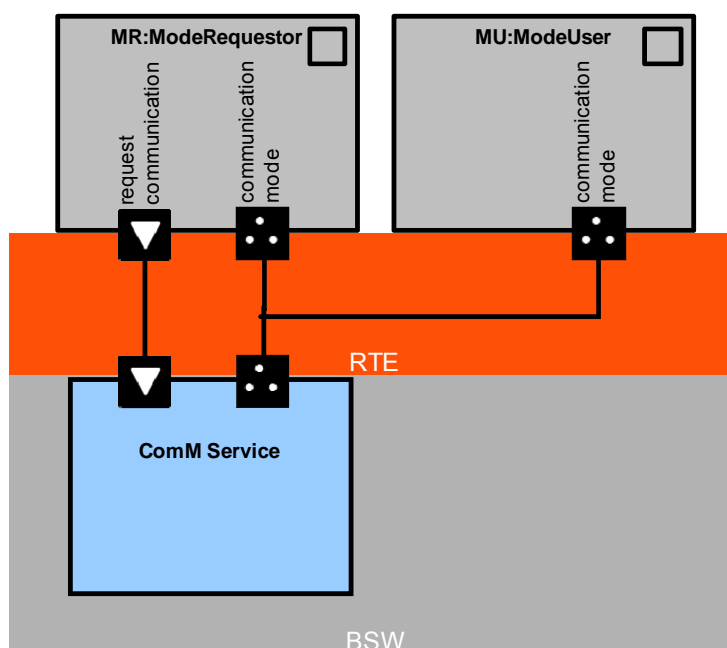 MR:ModeRequestor
MU:ModeUser
request
communication
communication
mode
communication
mode
RTE
ComM Service
BSW